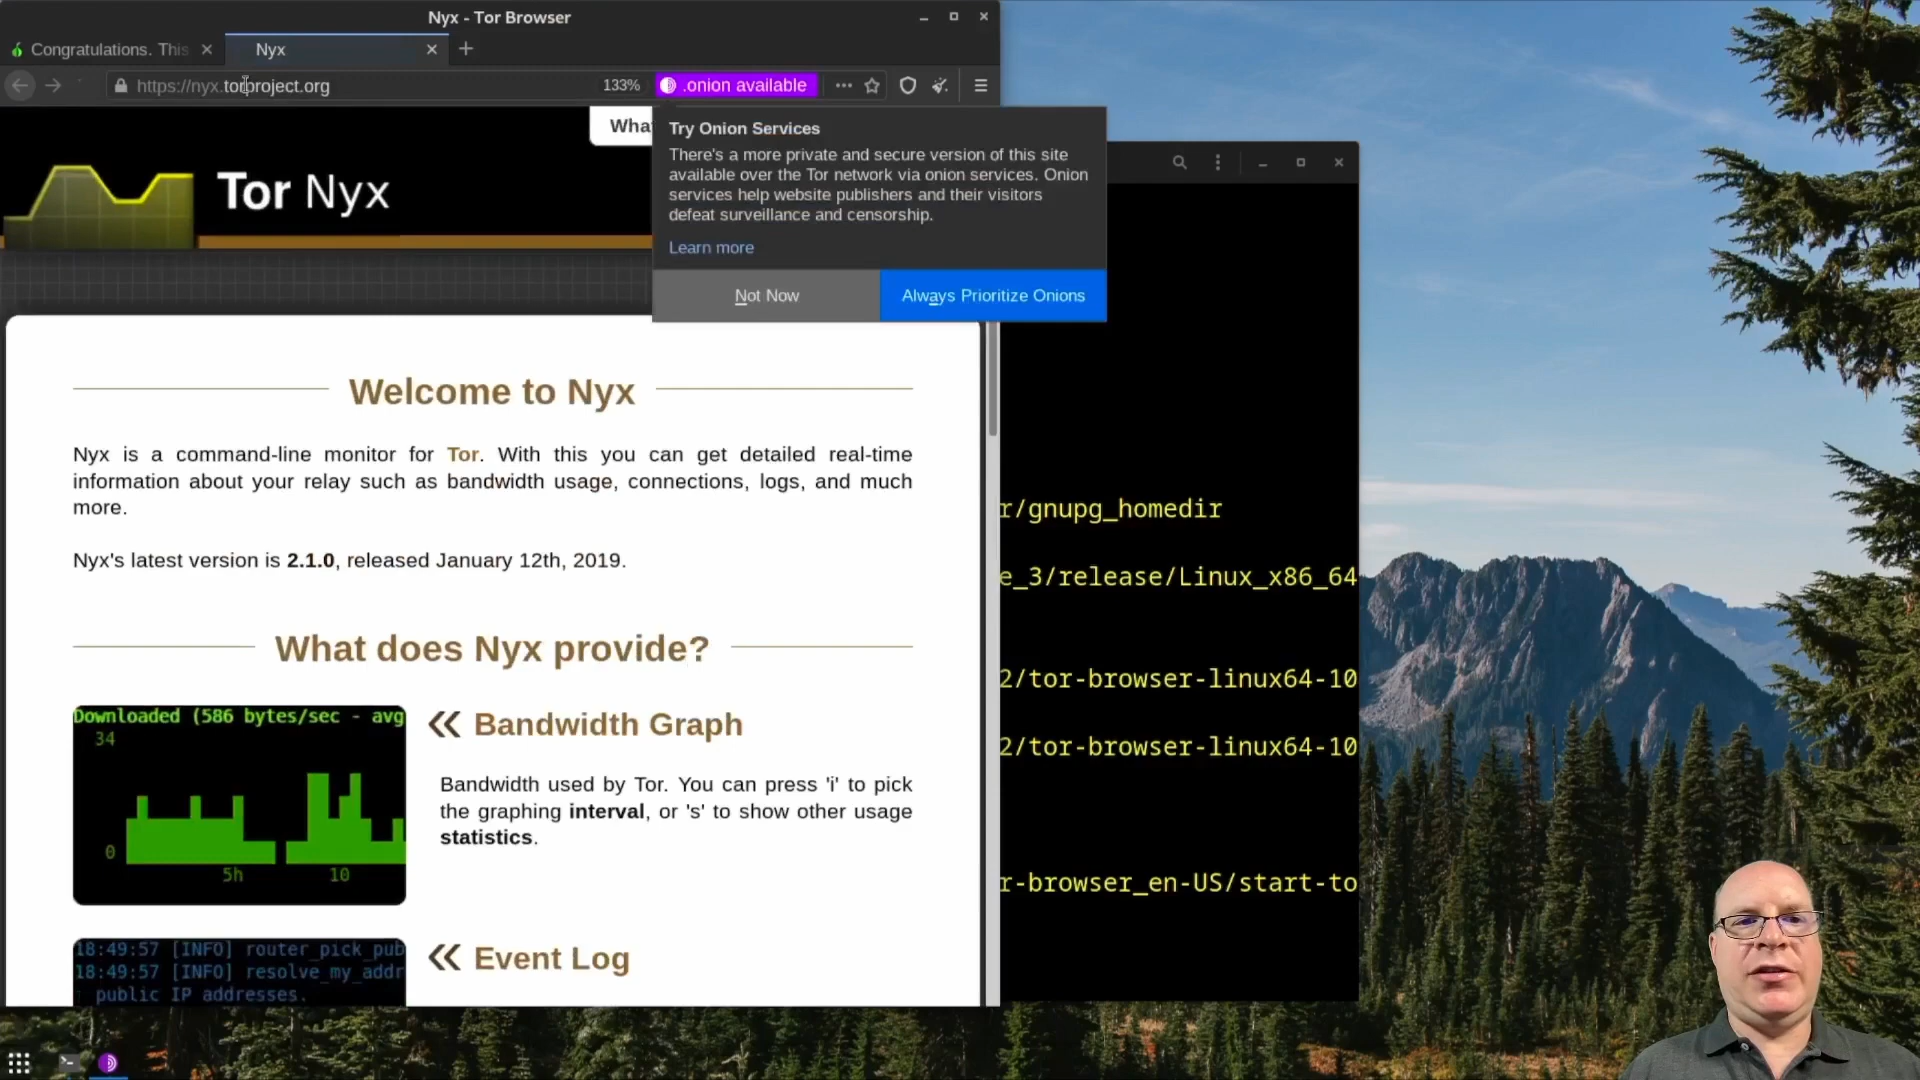 Nyx - Tor Browser
Congratulations. This
Nyx
https://nyx.torproject.org
133%
.onion available
What
Tor Nyx
Try Onion Services
There's a more private and secure version of this site
available over the Tor network via onion services. Onion
services help website publishers and their visitors
defeat surveillance and censorship.
Learn more
Not Now
Always Prioritize Onions
Welcome to Nyx
Nyx is a command-line monitor for Tor. With this you can get detailed real-time
information about your relay such as bandwidth usage, connections, logs, and much
more.
Nyx's latest version is 2.1.0, released January 12th, 2019.
What does Nyx provide?
Downloaded (586 bytes/sec - avg
34
0
5h
10
« Bandwidth Graph
Bandwidth used by Tor. You can press 'i' to pick
the graphing interval, or 's' to show other usage
statistics.
18:49:57 [INFO] router_pick_pub
18:49:57 [INFO] resolve_my_addr
public IP addresses.
« Event Log
r/gnupg_homedir
e_3/release/Linux_x86_64
2/tor-browser-linux64-10
2/tor-browser-linux64-10
r-browser_en-US/start-to